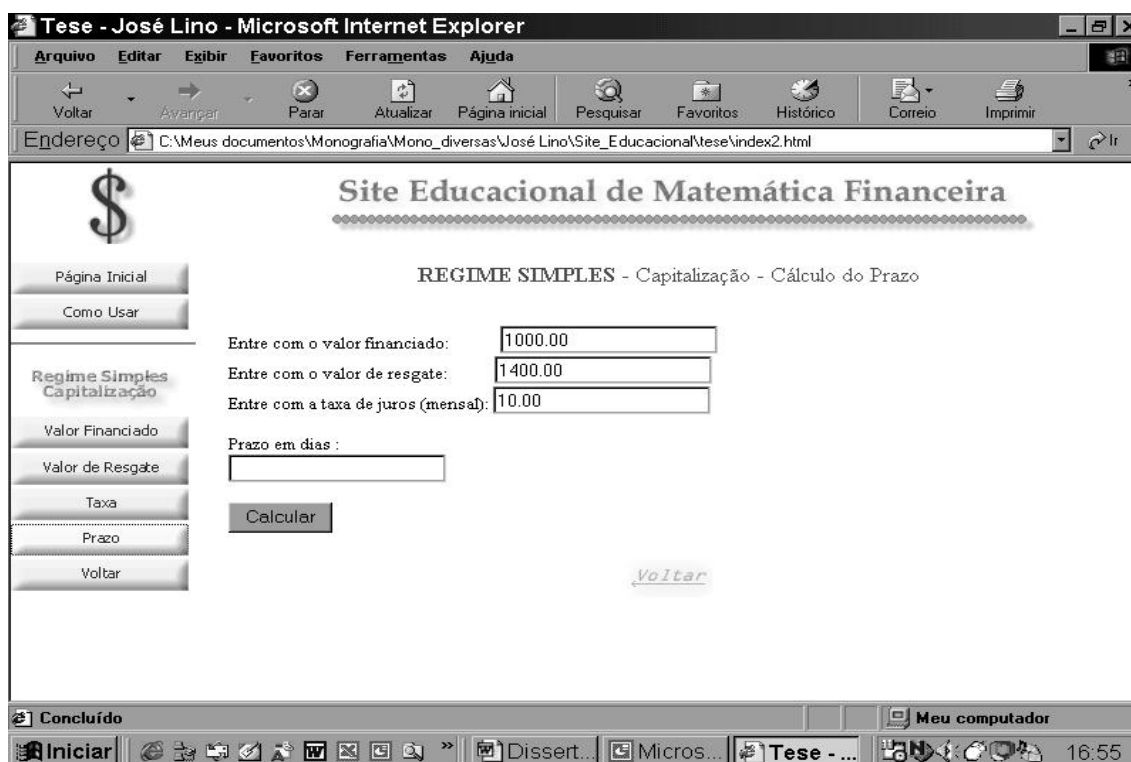 Tese - José Lino - Microsoft Internet Explorer
Arquivo Editar Exibir Favoritos Ferramentas Ajuda
Voltar Avançar Parar Atualizar Página inicial Pesquisar Favoritos Histórico Correio Imprimir
Endereço C:\Meus documentos\Monografia\Mono_diversas\José Lino\Site_Educacional\tese\index2.html Ir
$
Site Educacional de Matemática Financeira
Página Inicial
Como Usar
Regime Simples
Capitalização
Valor Financiado
Valor de Resgate
Taxa
Prazo
Voltar
REGIME SIMPLES - Capitalização - Cálculo do Prazo
Entre com o valor financiado: 1000.00
Entre com o valor de resgate: 1400.00
Entre com a taxa de juros (mensal): 10.00
Prazo em dias :
Calcular
Voltar
Concluído Meu computador
Iniciar » Dissert... Micros... Tese - ... 16:55